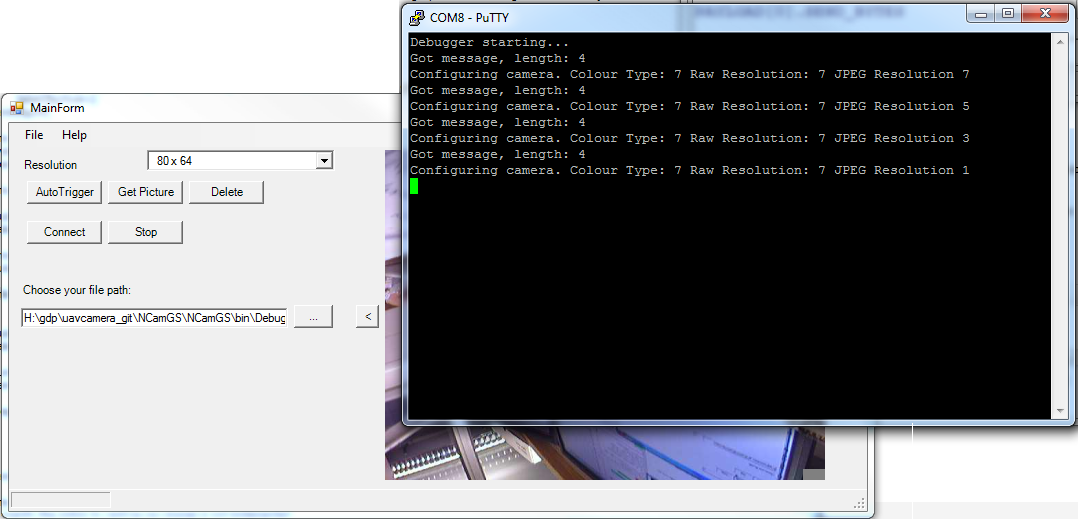 COM8 - PuTTY
Debugger starting...
Got message, length: 4
Configuring camera. Colour Type: 7 Raw Resolution: 7 JPEG Resolution 7
Got message, length: 4
Configuring camera. Colour Type: 7 Raw Resolution: 7 JPEG Resolution 5
Got message, length: 4
Configuring camera. Colour Type: 7 Raw Resolution: 7 JPEG Resolution 3
Got message, length: 4
Configuring camera. Colour Type: 7 Raw Resolution: 7 JPEG Resolution 1
MainForm
File Help
Resolution 80 x 64
AutoTrigger Get Picture Delete
Connect Stop
Choose your file path:
H:\gdp\uavcamera_git\NCamGS\NCamGS\bin\Debug ... <